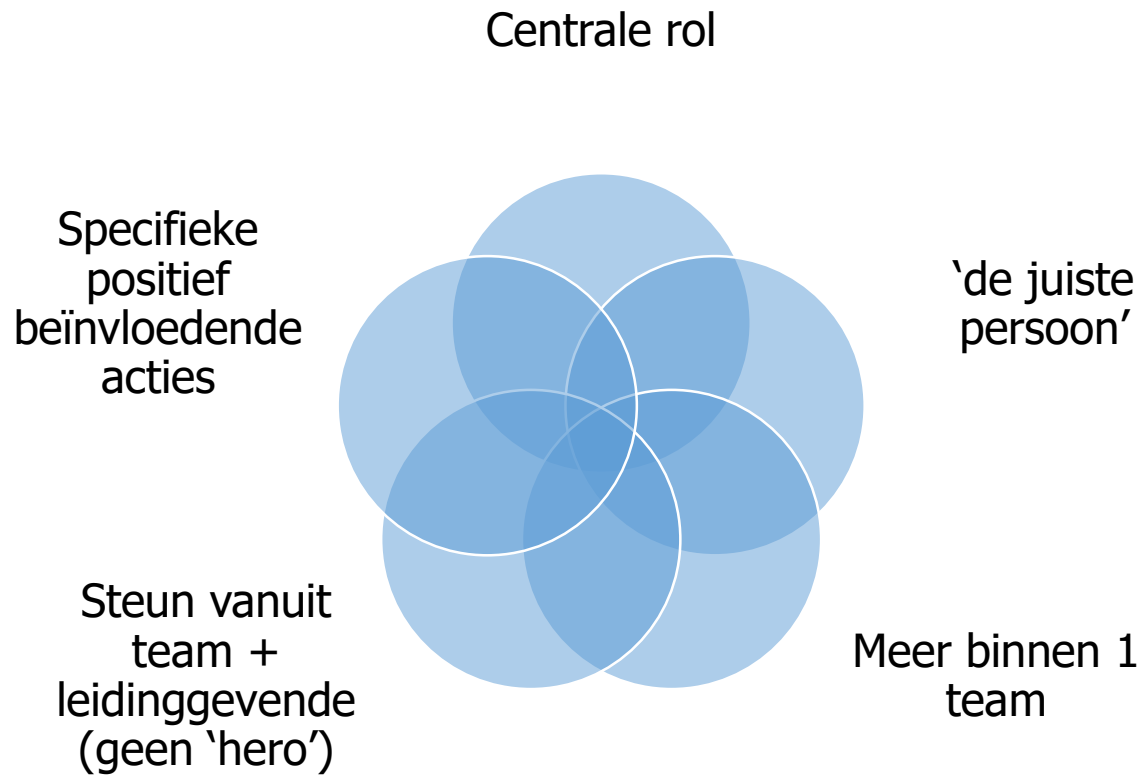 Centrale rol
Specifieke
positief
beïnvloedende
acties
‘de juiste
persoon’
Steun vanuit
team +
leidinggevende
(geen ‘hero’)
Meer binnen 1
team